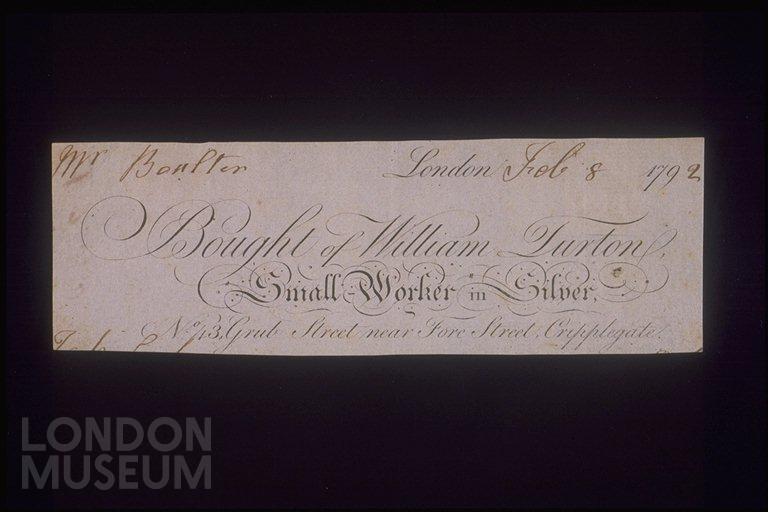 Mr Boulter London Feb 8 1792
Bought of William Turton,
Small-Worker in Silver,
No. 43, Grub Street near Fore Street, Cripplegate.
LONDON
MUSEUM